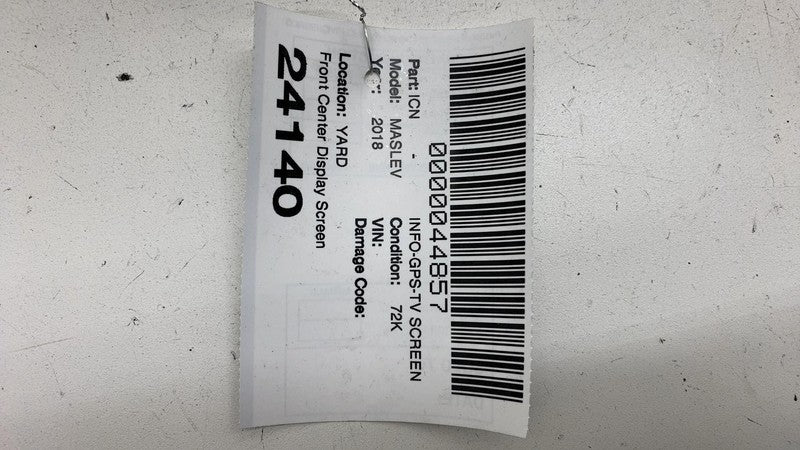 0000044857
Part: ICN - INFO-GPS-TV SCREEN
Model: MASLEV Condition: 72K
Year: 2018 VIN:
Damage Code:
Location: YARD
Front Center Display Screen
24140